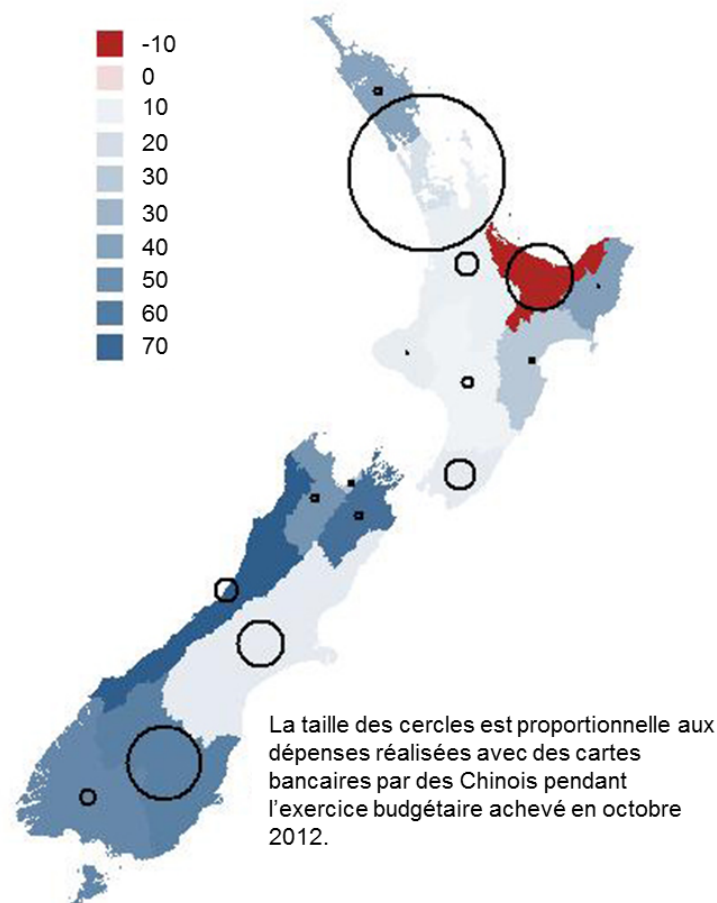 -10
0
10
20
30
30
40
50
60
70
La taille des cercles est proportionnelle aux
dépenses réalisées avec des cartes
bancaires par des Chinois pendant
l'exercice budgétaire achevé en octobre
2012.